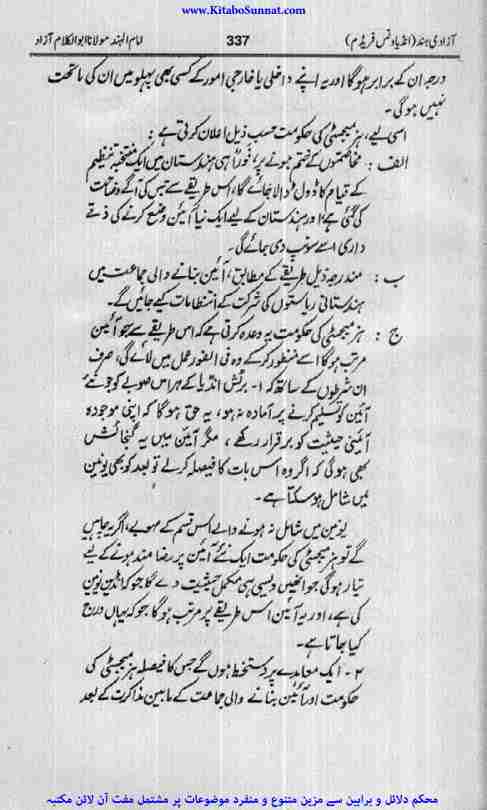 www.KitaboSunnat.com
آزادیٔ ہند (انڈیا ونس فریڈم)
337
امام الہند مولانا ابوالکلام آزاد
درجہ ان کے برابر ہوگا اور یہ اپنے داخلی یا خارجی امور کے کسی بھی پہلو میں ان کی ماتحت
نہیں ہوگی۔
اسی لیے، ہز میجسٹی کی حکومت حسب ذیل اعلان کرتی ہے :
الف : مخاصمتوں کے ختم ہونے پر، فوراً ہی ہندستان میں ایک منتخبہ تنظیم
کے قیام کا ڈول ڈالا جائے گا، اس طریقے سے جس کی آگے وضاحت
کی گئی ہے اور ہندستان کے لیے ایک نیا آئین وضع کرنے کی ذمے
داری اسے سونپ دی جائے گی۔
ب : مندرجہ ذیل طریقے کے مطابق، آئین بنانے والی جماعت میں
ہندستانی ریاستوں کی شرکت کے انتظامات کیے جائیں گے۔
ج : ہز میجسٹی کی حکومت یہ وعدہ کرتی ہے کہ اس طریقے سے جو آئین
مرتب ہوگا اسے منظور کرکے وہ فی الفور عمل میں لائے گی، صرف
ان شرطوں کے ساتھ کہ ۱- برٹش انڈیا کے ہر اس صوبے کو جو نئے
آئین کو تسلیم کرنے پر آمادہ نہ ہو، یہ حق ہوگا کہ اپنی موجودہ
آئینی حیثیت کو برقرار رکھے، مگر آئین میں یہ گنجائش
بھی ہوگی کہ اگر وہ اس بات کا فیصلہ کرلے تو بعد کو بھی یونین
میں شامل ہوسکتا ہے۔
یونین میں شامل نہ ہونے والے اس قسم کے صوبے، اگر یہ چاہیں
گے تو ہز میجسٹی کی حکومت ایک نئے آئین پر رضامند ہونے کے لیے
تیار ہوگی جو انھیں ویسی ہی مکمل حیثیت دے گا جو کہ انڈین یونین
کی ہے، اور یہ آئین اس طریقے پر مرتب ہوگا جو کہ یہاں درج
کیا جاتا ہے۔
۲- ایک معاہدے پر دستخط ہوں گے جس کا فیصلہ ہز میجسٹی کی
حکومت اور آئین بنانے والی جماعت کے مابین مذاکرت کے بعد
محکم دلائل و براہین سے مزین متنوع و منفرد موضوعات پر مشتمل مفت آن لائن مکتبہ